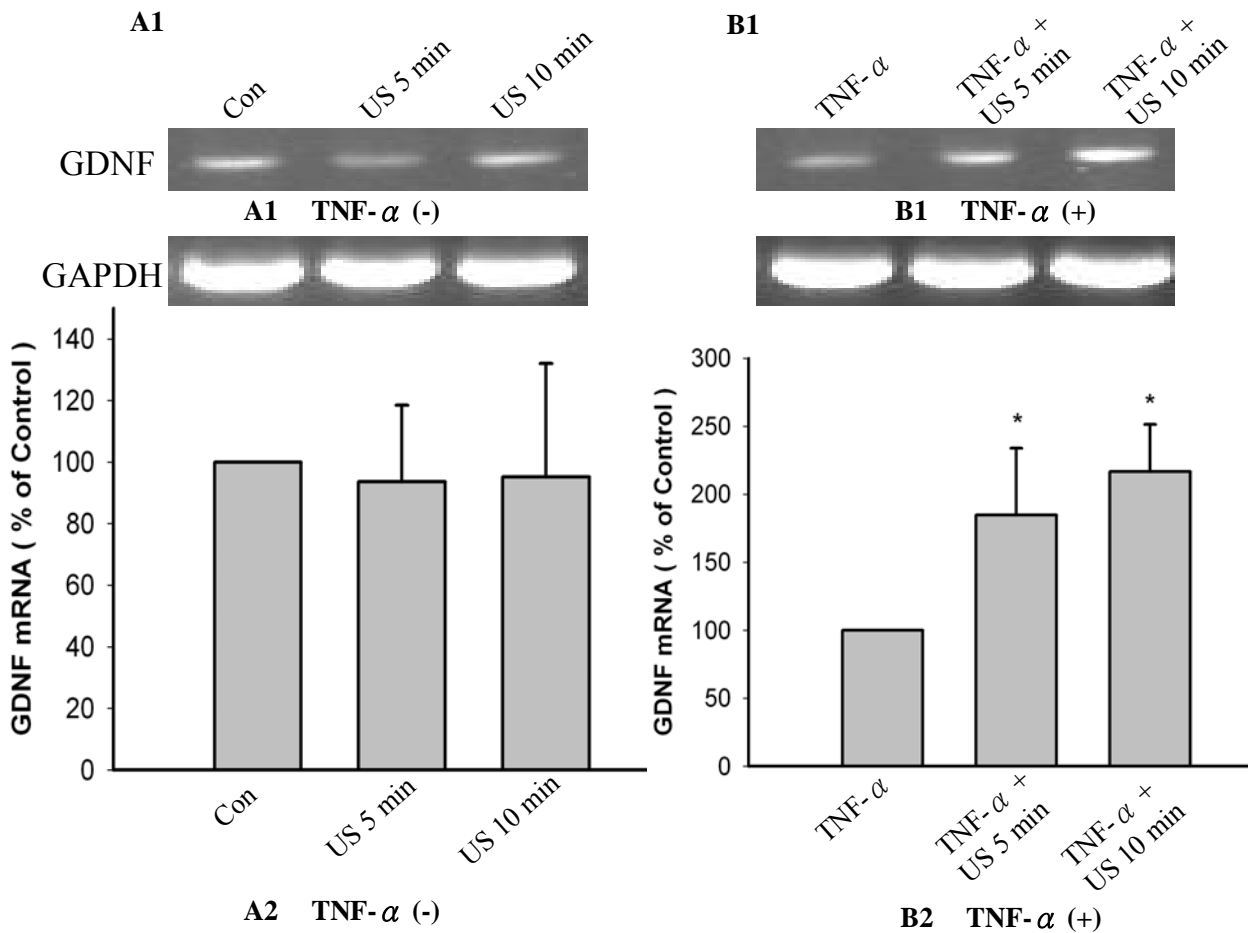 A1
B1
Con
US 5 min
US 10 min
TNF-α
TNF-α +
US 5 min
TNF-α +
US 10 min
GDNF
A1 TNF-α (-)
B1 TNF-α (+)
GAPDH
GDNF mRNA ( % of Control )
140
120
100
80
60
40
20
0
Con
US 5 min
US 10 min
A2 TNF-α (-)
GDNF mRNA ( % of Control )
300
250
200
150
100
50
0
*
*
TNF-α
TNF-α +
US 5 min
TNF-α +
US 10 min
B2 TNF-α (+)